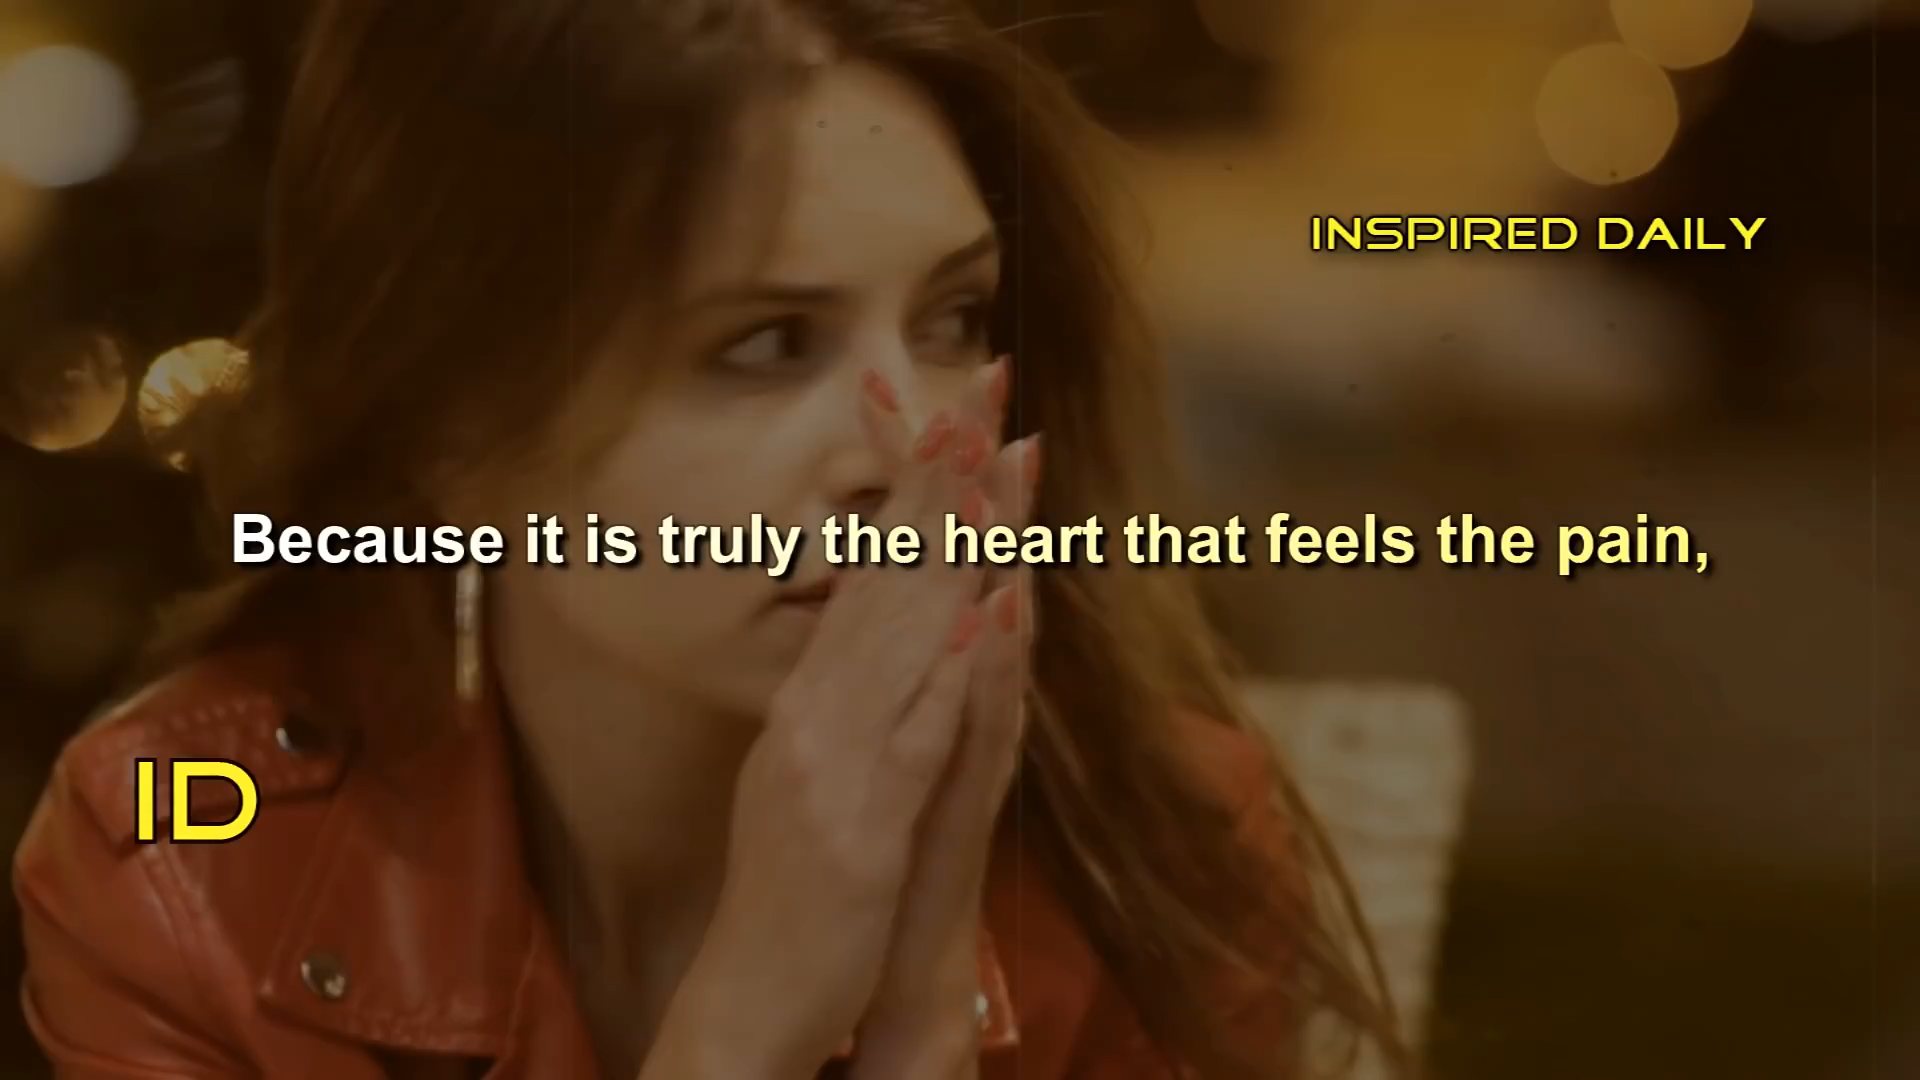 INSPIRED DAILY
Because it is truly the heart that feels the pain,
ID